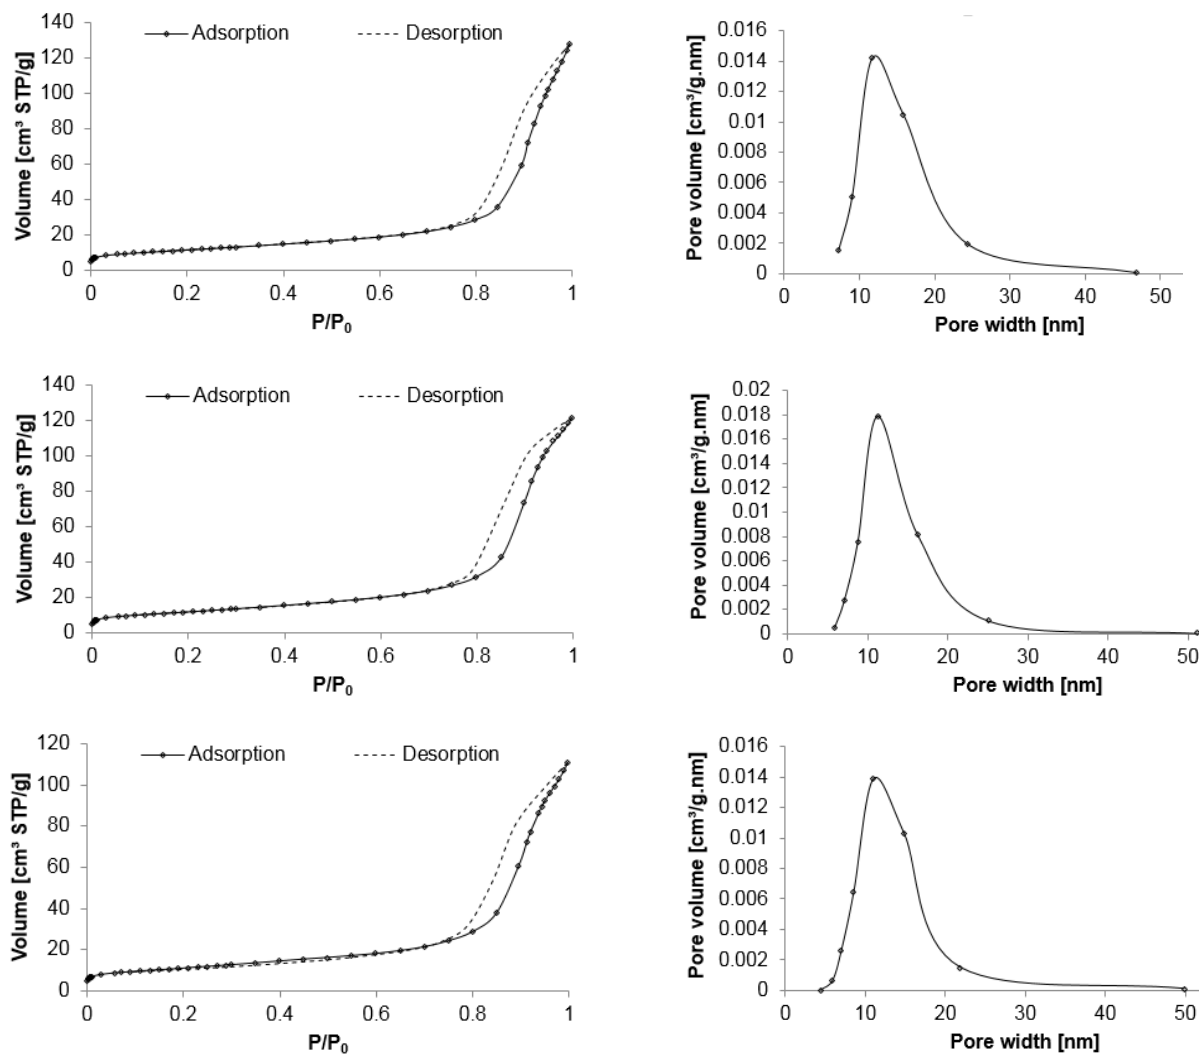 Adsorption
Desorption
Volume [cm³ STP/g]
140
120
100
80
60
40
20
0
0 0.2 0.4 0.6 0.8 1
P/P₀
Pore volume [cm³/g.nm]
0.016
0.014
0.012
0.01
0.008
0.006
0.004
0.002
0
0 10 20 30 40 50
Pore width [nm]
Adsorption
Desorption
Volume [cm³ STP/g]
140
120
100
80
60
40
20
0
0 0.2 0.4 0.6 0.8 1
P/P₀
Pore volume [cm³/g.nm]
0.02
0.018
0.016
0.014
0.012
0.01
0.008
0.006
0.004
0.002
0
0 10 20 30 40 50
Pore width [nm]
Adsorption
Desorption
Volume [cm³ STP/g]
120
100
80
60
40
20
0
0 0.2 0.4 0.6 0.8 1
P/P₀
Pore volume [cm³/g.nm]
0.016
0.014
0.012
0.01
0.008
0.006
0.004
0.002
0
0 10 20 30 40 50
Pore width [nm]